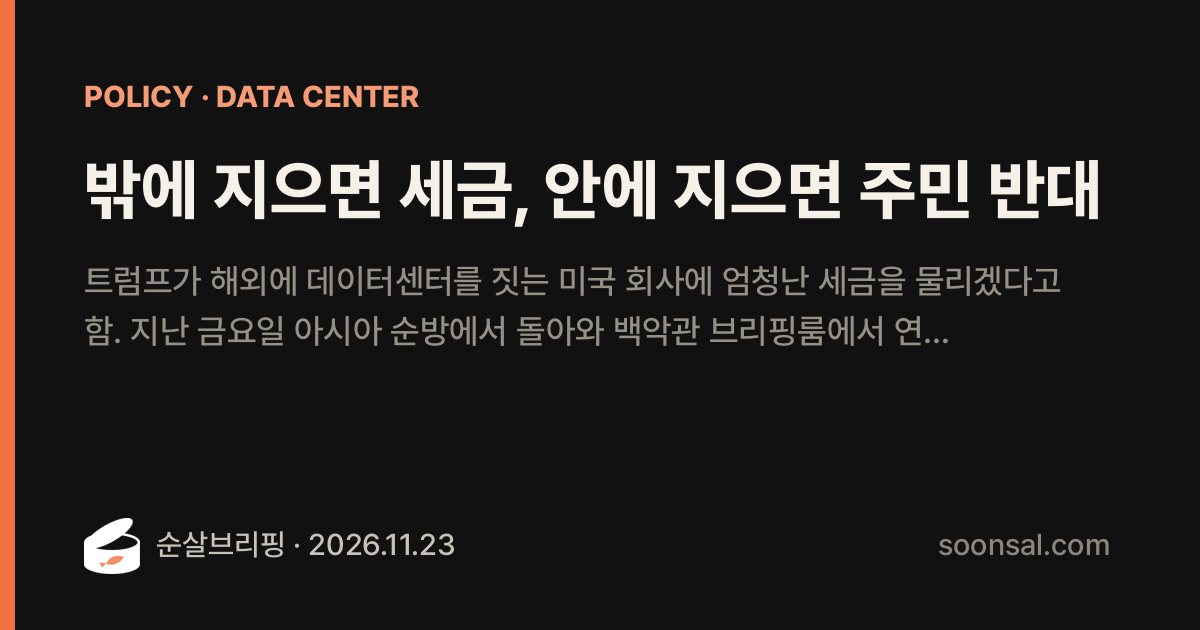 POLICY · DATA CENTER
밖에 지으면 세금, 안에 지으면 주민 반대
트럼프가 해외에 데이터센터를 짓는 미국 회사에 엄청난 세금을 물리겠다고
함. 지난 금요일 아시아 순방에서 돌아와 백악관 브리핑룸에서 연...
순살브리핑 · 2026.11.23
soonsal.com